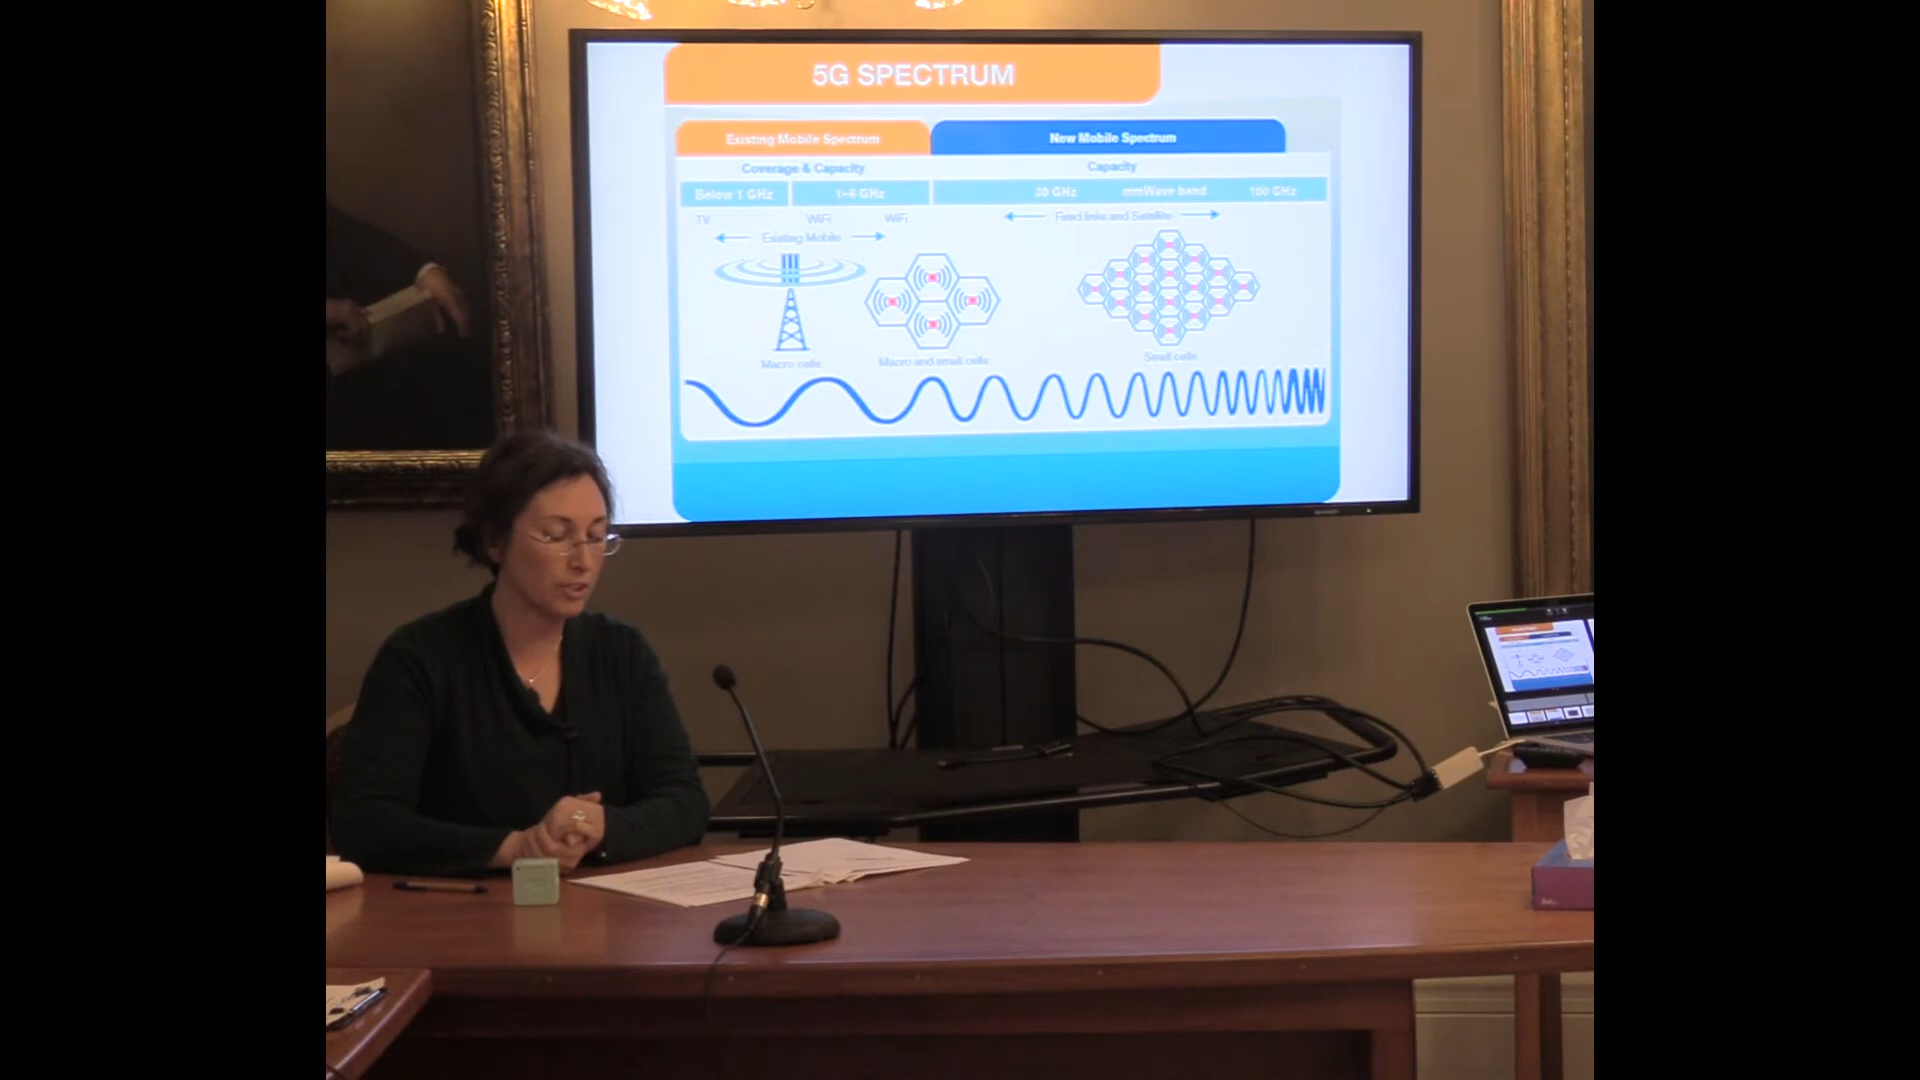 5G SPECTRUM
Existing Mobile Spectrum
New Mobile Spectrum
Coverage & Capacity
Capacity
Below 1 GHz
1-6 GHz
20 GHz
mmWave band
100 GHz
TV
WiFi
WiFi
Fixed links and Satellite
Existing Mobile
Macro cells
Macro and small cells
Small cells